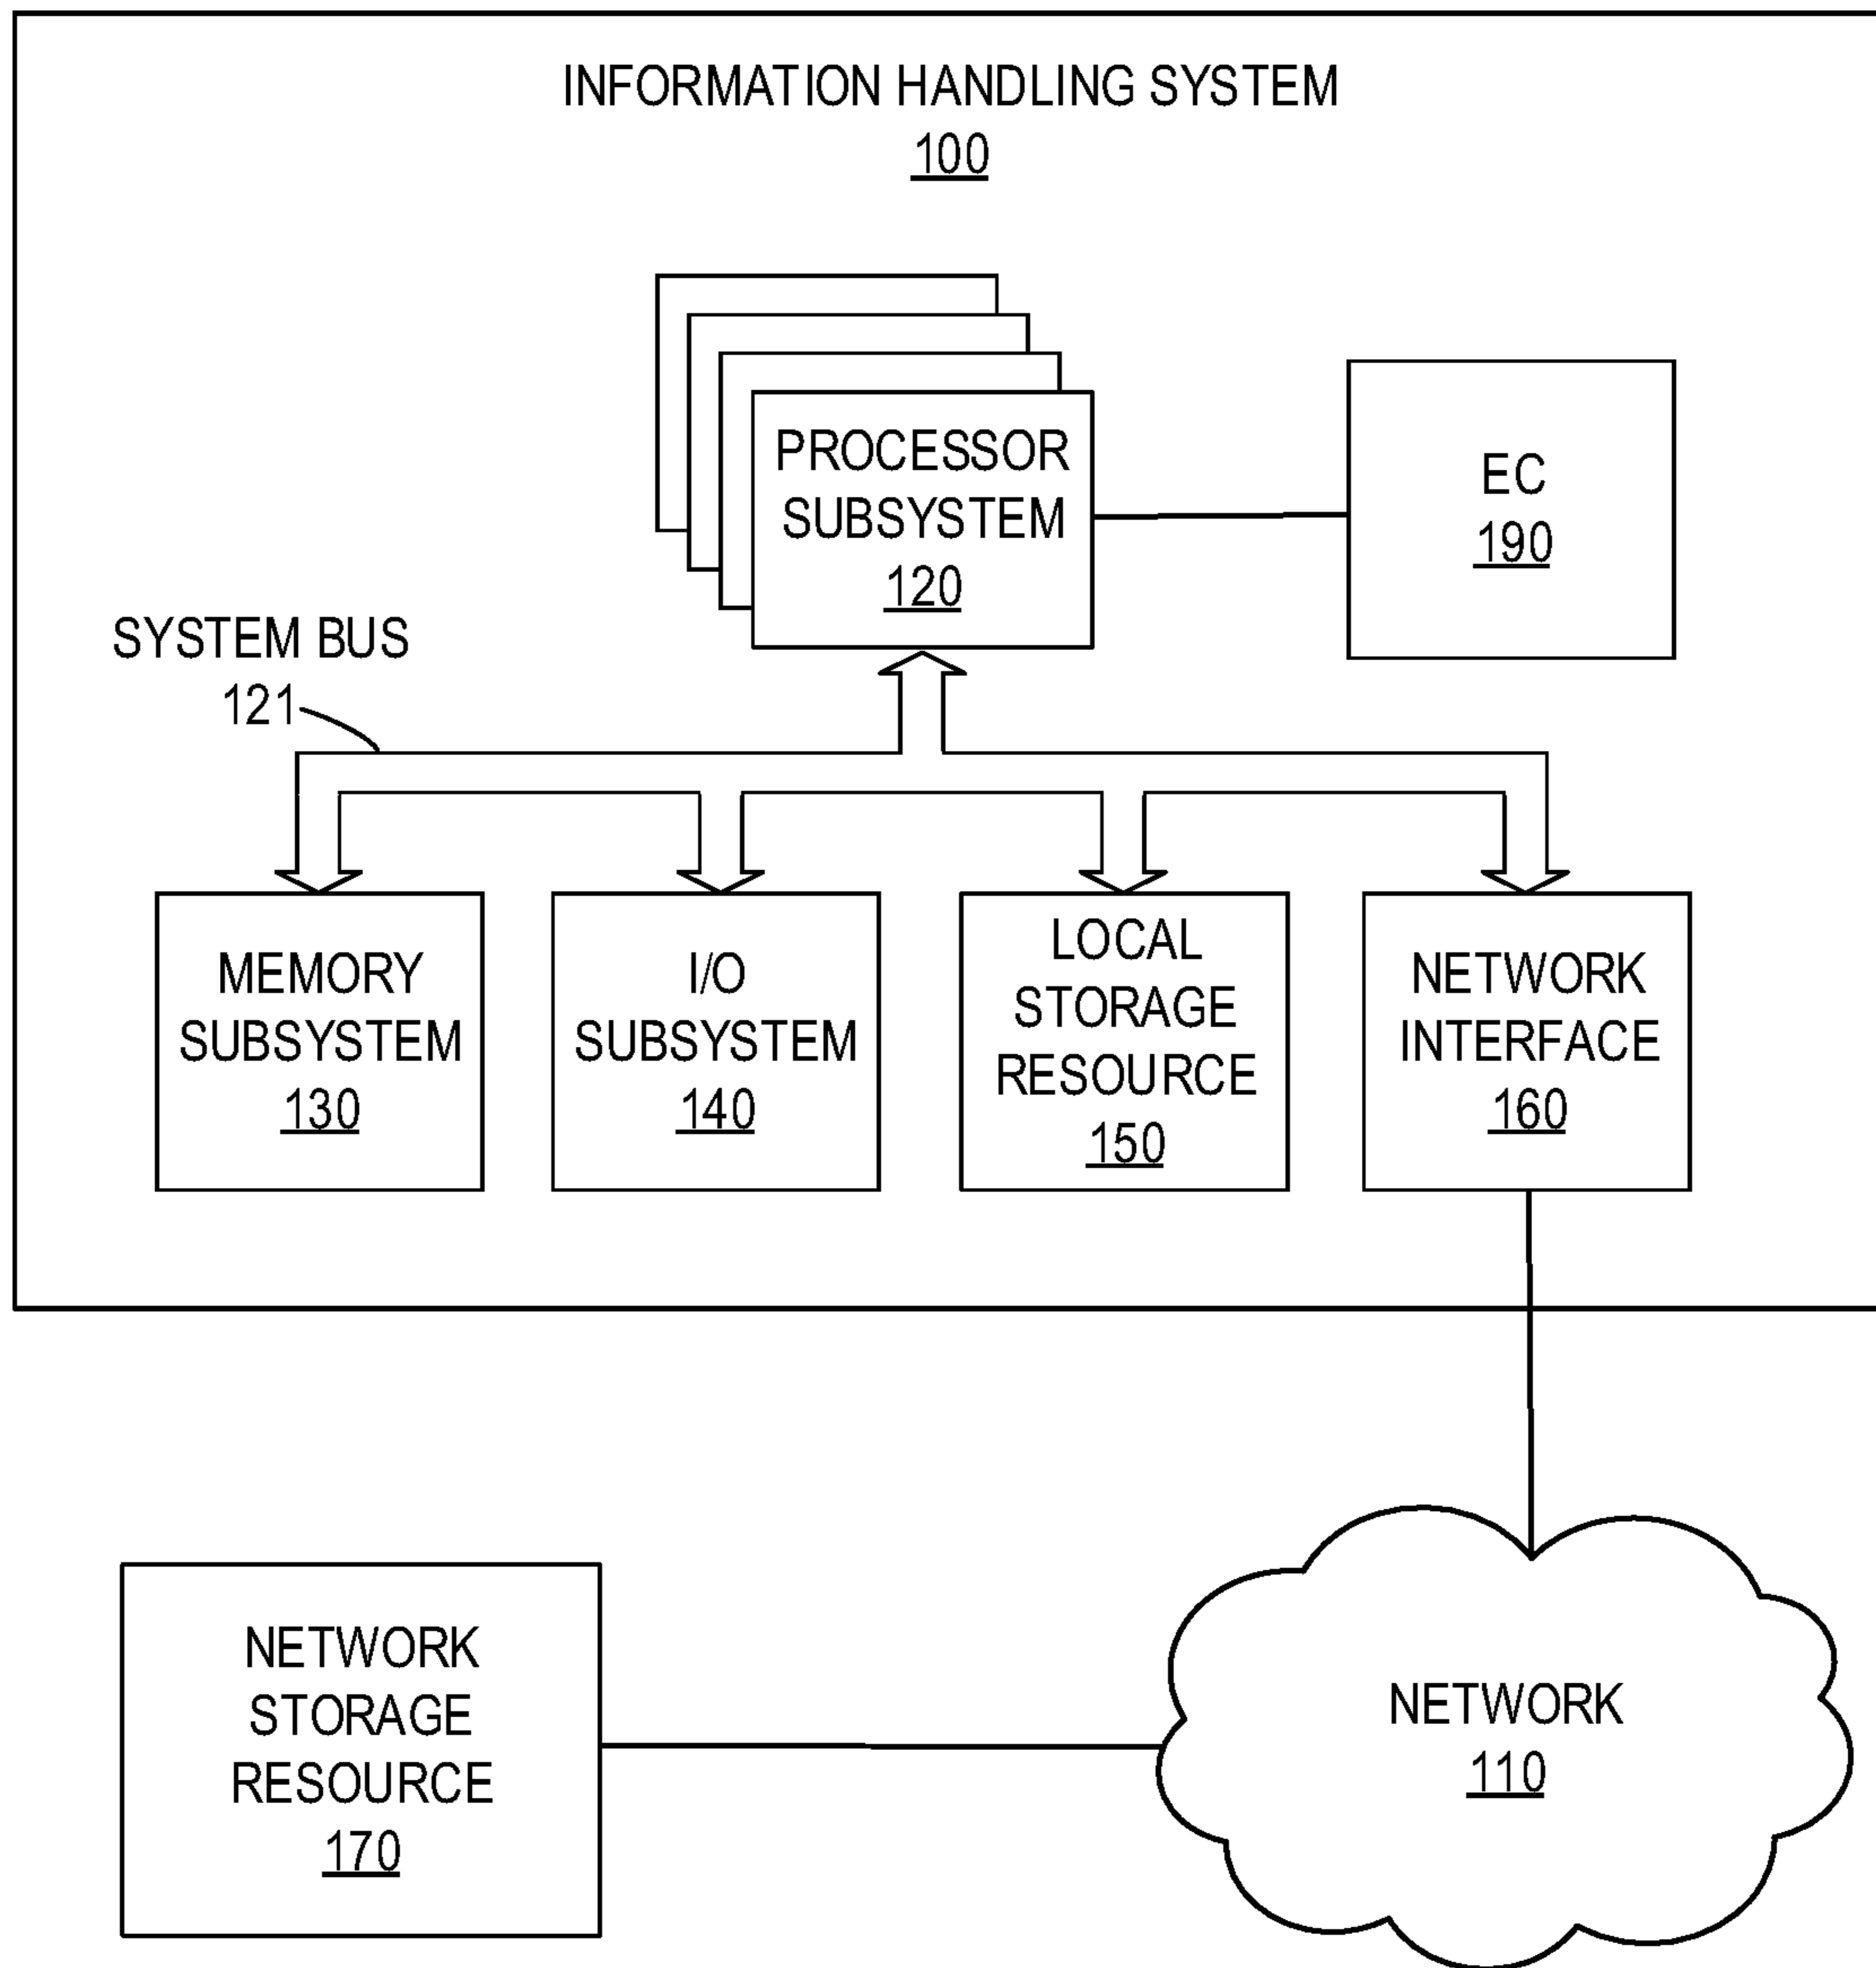 INFORMATION HANDLING SYSTEM
100
PROCESSOR
SUBSYSTEM
120
EC
190
SYSTEM BUS
121
MEMORY
SUBSYSTEM
130
I/O
SUBSYSTEM
140
LOCAL
STORAGE
RESOURCE
150
NETWORK
INTERFACE
160
NETWORK
STORAGE
RESOURCE
170
NETWORK
110